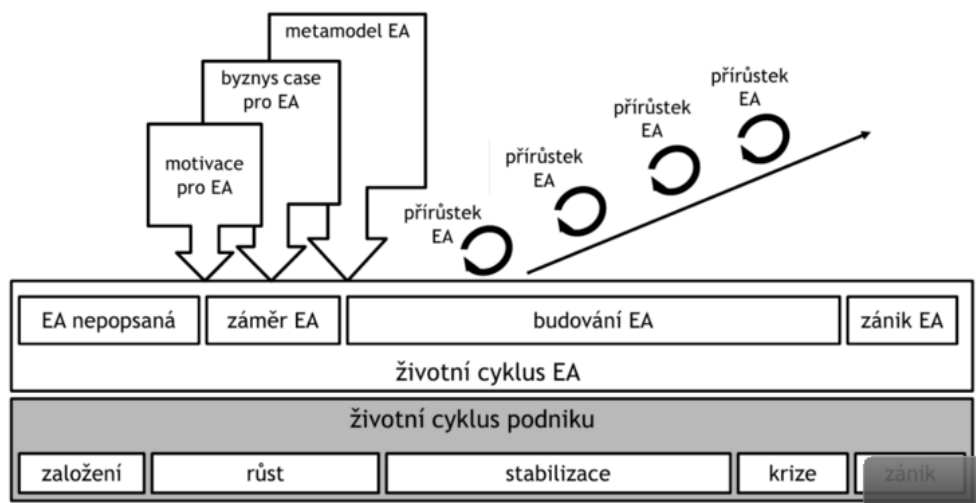 metamodel EA
byznys case
pro EA
motivace
pro EA
přírůstek
EA
přírůstek
EA
přírůstek
EA
přírůstek
EA
EA nepopsaná
záměr EA
budování EA
zánik EA
životní cyklus EA
životní cyklus podniku
založení
růst
stabilizace
krize
zánik